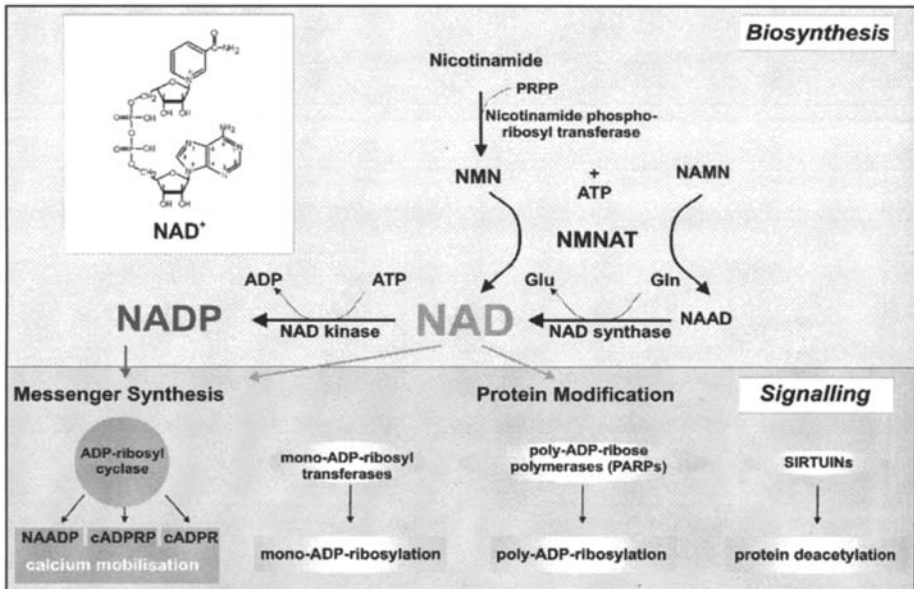 Biosynthesis
NAD+
Nicotinamide
PRPP
Nicotinamide phospho-
ribosyl transferase
NMN
+
ATP
NAMN
NMNAT
ADP
ATP
Glu
Gln
NADP
NAD kinase
NAD
NAD synthase
NAAD
Messenger Synthesis
Protein Modification
Signalling
ADP-ribosyl
cyclase
mono-ADP-ribosyl
transferases
poly-ADP-ribose
polymerases (PARPs)
SIRTUINs
NAADP cADPRP cADPR
calcium mobilisation
mono-ADP-ribosylation
poly-ADP-ribosylation
protein deacetylation